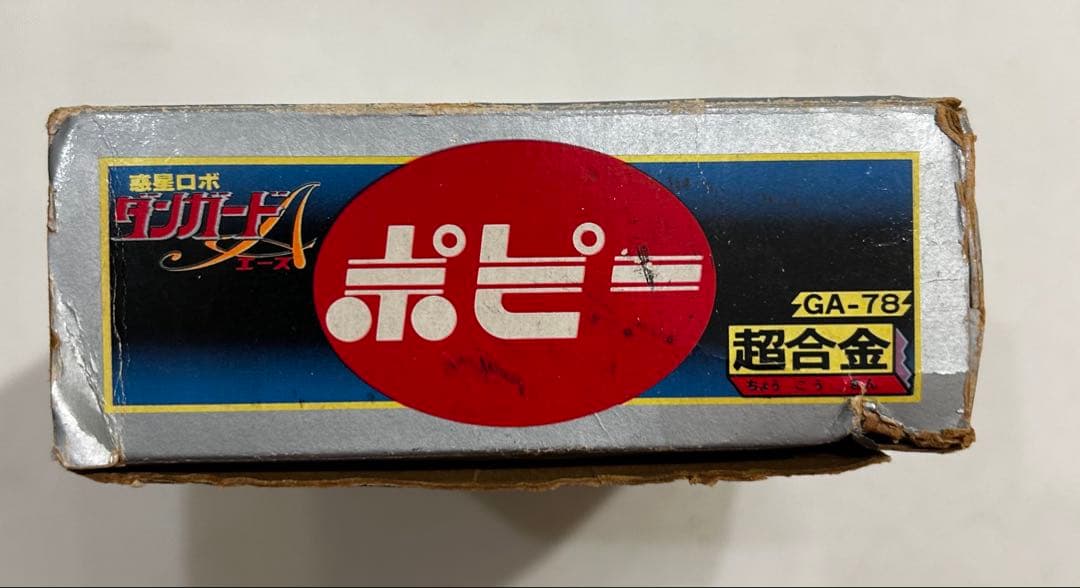 惑星ロボ
ダンガードA
エース
ポピー
GA-78
超合金
ちょうごうきん